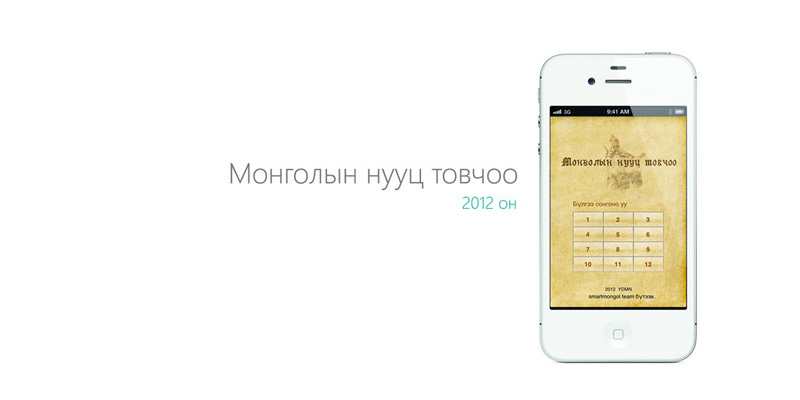 Монголын нууц товчоо
2012 он
3G 9:41 AM
Монголын нууц товчоо
Бүлгээ сонгоно уу
1 2 3
4 5 6
7 8 9
10 11 12
2012 YOMN
smartmongol team бүтээв.